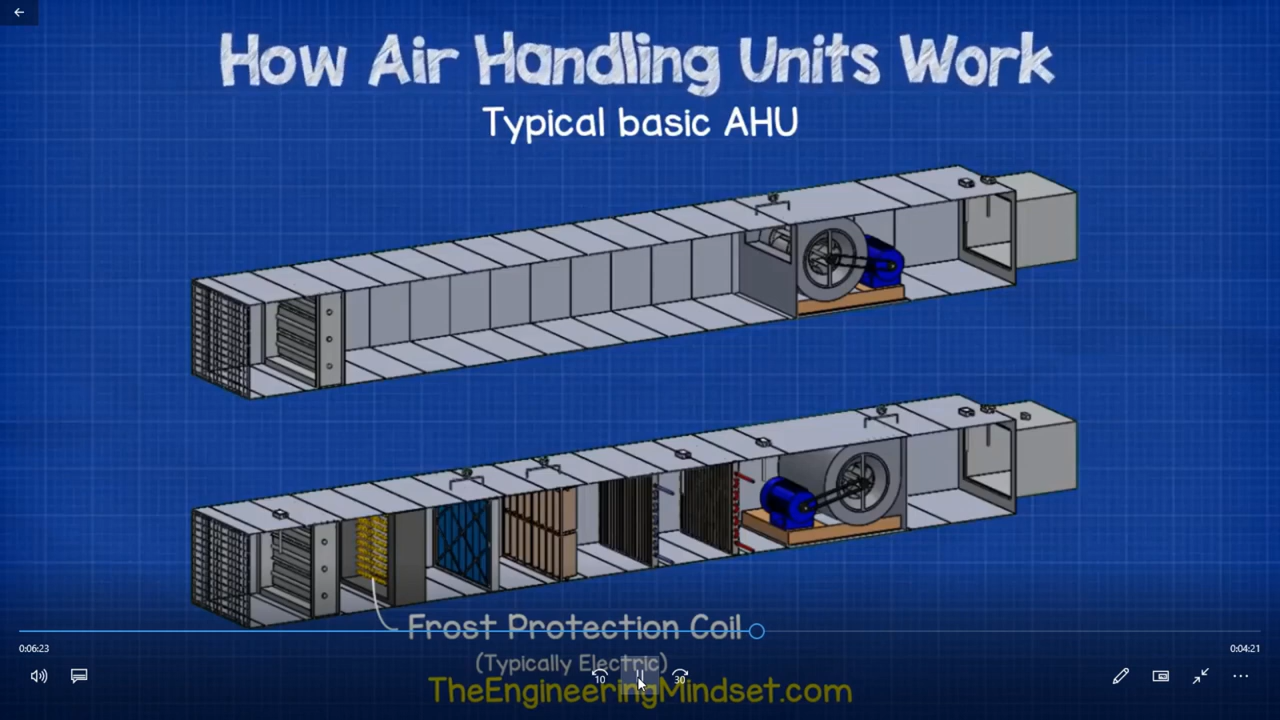 How Air Handling Units Work
Typical basic AHU
Frost Protection Coil
0:06:23
0:04:21
(Typically Electric)
10
30
TheEngineeringMindset.com